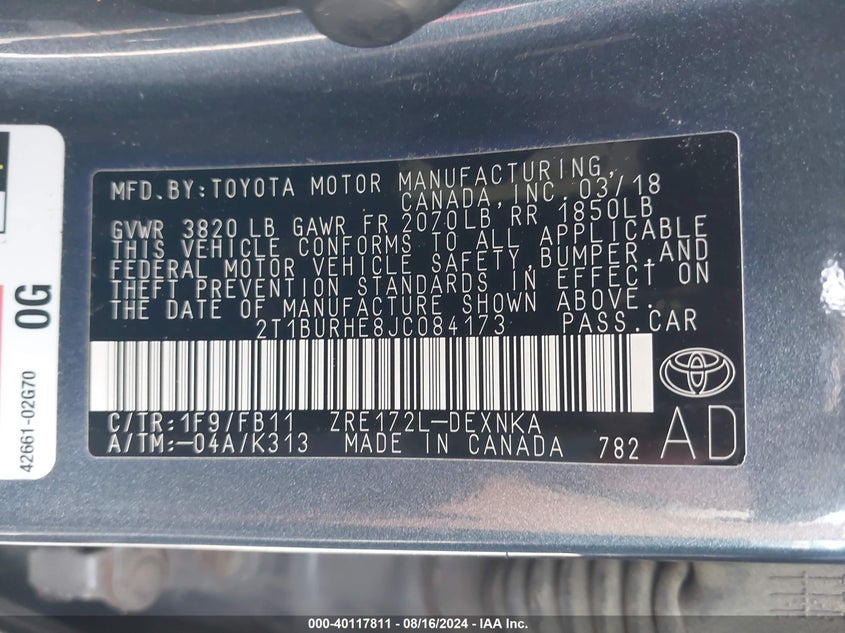 MFD.BY:TOYOTA MOTOR MANUFACTURING,
CANADA,INC. 03/18
GVWR 3820 LB GAWR FR 2070LB,RR 1850LB
THIS VEHICLE CONFORMS TO ALL APPLICABLE
FEDERAL MOTOR VEHICLE SAFETY,BUMPER,AND
THEFT PREVENTION STANDARDS IN EFFECT ON
THE DATE OF MANUFACTURE SHOWN ABOVE.
2T1BURHE8JC084173 PASS.CAR
C/TR:1F9/FB11 ZRE172L-DEXNKA
A/TM:-04A/K313 MADE IN CANADA 782
AD
0G
42661-02G70
000-40117811 / 08/16/2024 - IAA Inc.